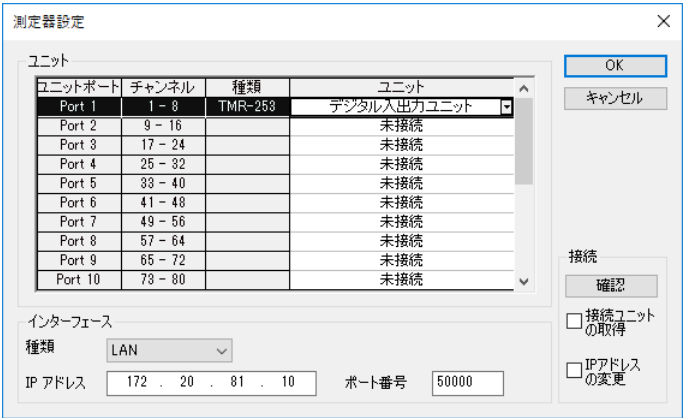 測定器設定
ユニット
ユニットポート チャンネル 種類 ユニット
Port 1 1 - 8 TMR-253 デジタル入出力ユニット
Port 2 9 - 16 未接続
Port 3 17 - 24 未接続
Port 4 25 - 32 未接続
Port 5 33 - 40 未接続
Port 6 41 - 48 未接続
Port 7 49 - 56 未接続
Port 8 57 - 64 未接続
Port 9 65 - 72 未接続
Port 10 73 - 80 未接続
インターフェース
種類 LAN
IP アドレス 172 . 20 . 81 . 10 ポート番号 50000
OK
キャンセル
接続
確認
接続ユニット
の取得
IPアドレス
の変更